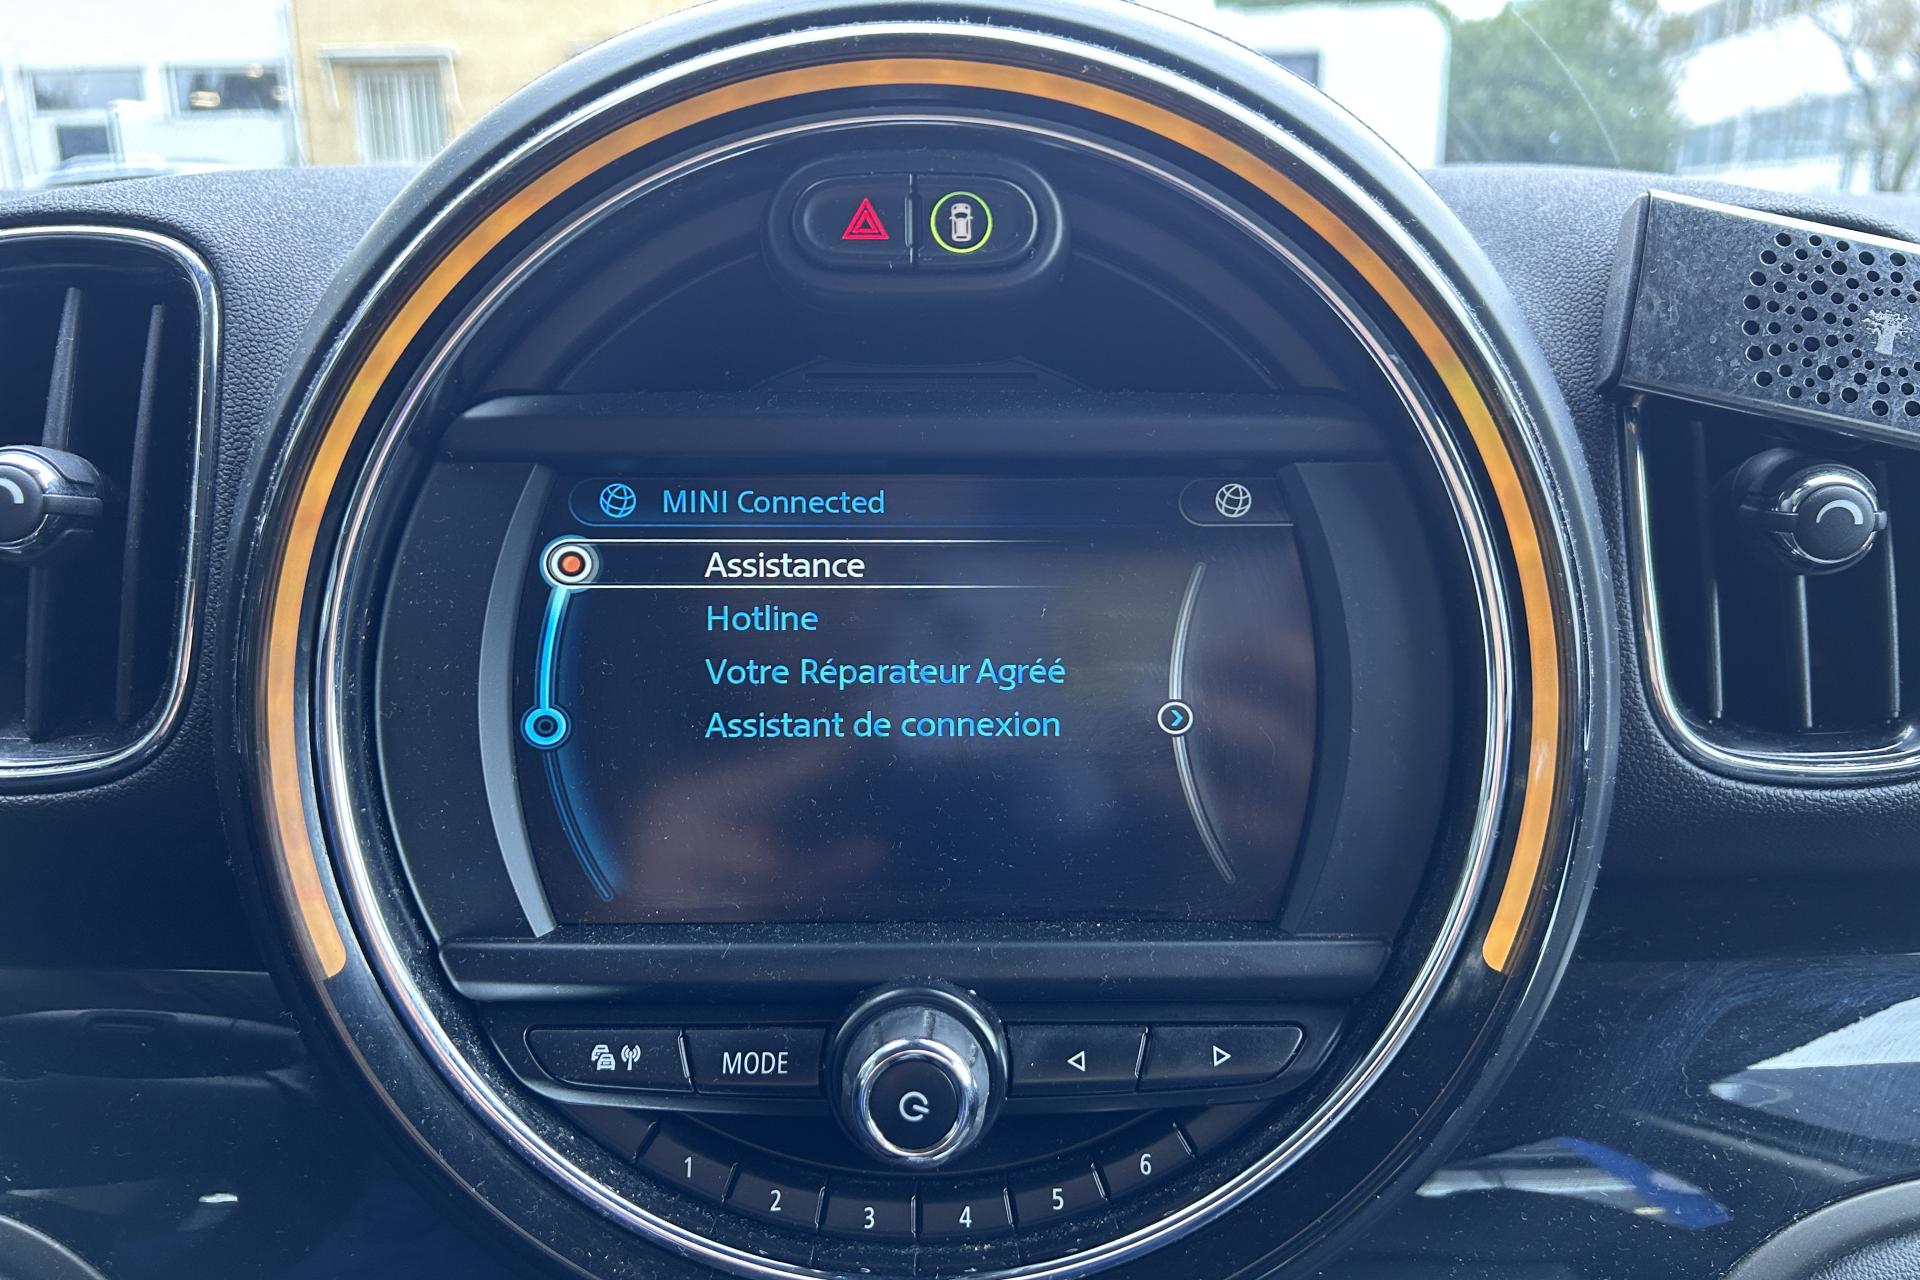 MINI Connected
Assistance
Hotline
Votre Réparateur Agréé
Assistant de connexion
MODE
1 2 3 4 5 6